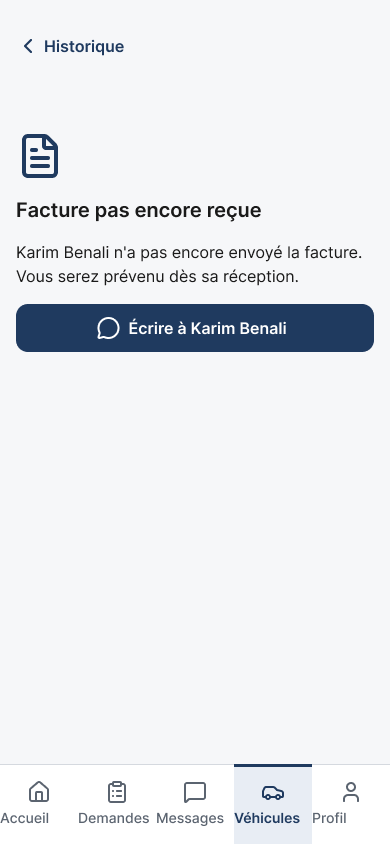 Historique
Facture pas encore reçue
Karim Benali n'a pas encore envoyé la facture.
Vous serez prévenu dès sa réception.
Écrire à Karim Benali
Accueil
Demandes
Messages
Véhicules
Profil